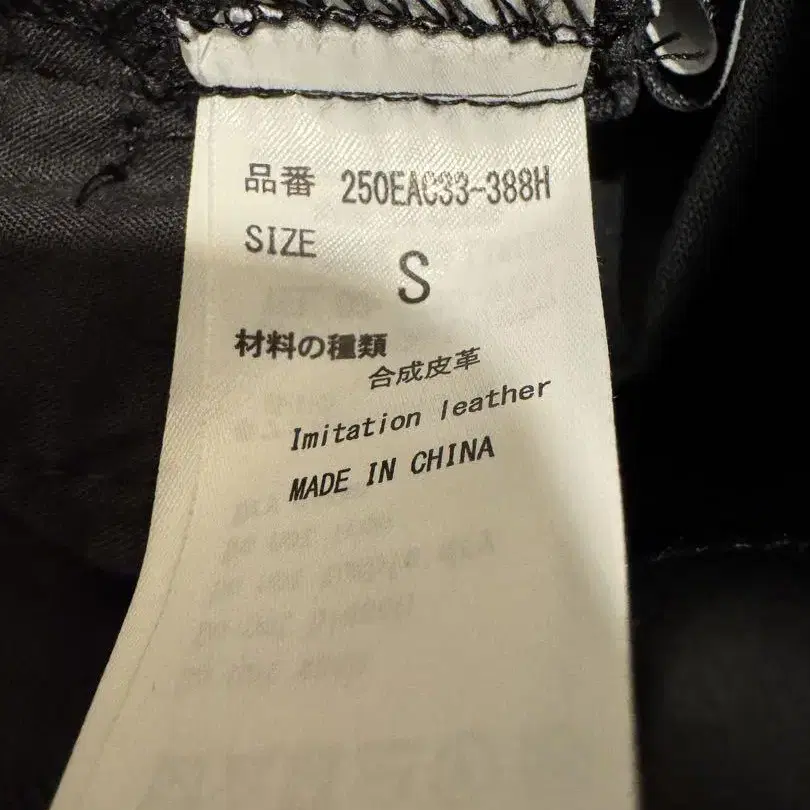 品番 250EAC33-388H
SIZE
S
材料の種類
合成皮革
Imitation leather
MADE IN CHINA